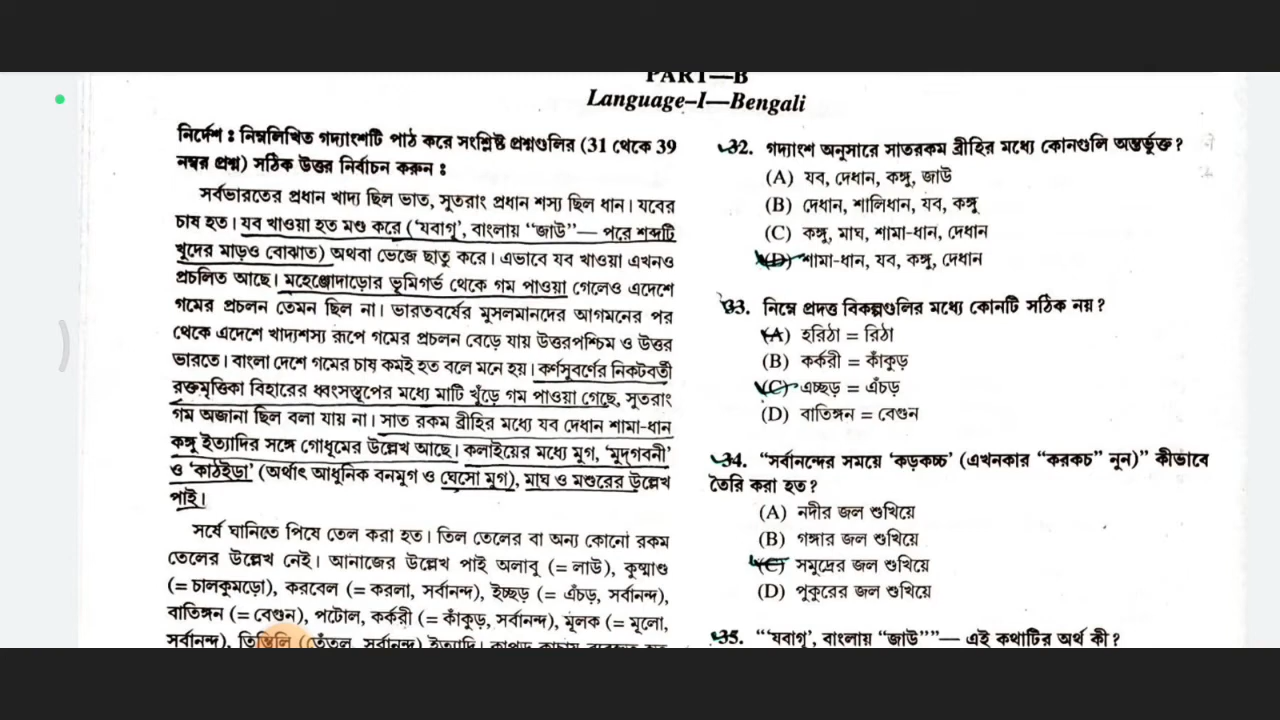 PART—B
Language–I—Bengali
নির্দেশ : নিম্নলিখিত গদ্যাংশটি পাঠ করে সংশ্লিষ্ট প্রশ্নগুলির (31 থেকে 39
নম্বর প্রশ্ন) সঠিক উত্তর নির্বাচন করুন :
সর্বভারতের প্রধান খাদ্য ছিল ভাত, সুতরাং প্রধান শস্য ছিল ধান। যবের
চাষ হত। যব খাওয়া হত মণ্ড করে (‘যবাগূ’, বাংলায় “জাউ”— পরে শব্দটি
খুদের মাড়ও বোঝাত) অথবা ভেজে ছাতু করে। এভাবে যব খাওয়া এখনও
প্রচলিত আছে। মহেঞ্জোদাড়োর ভূমিগর্ভ থেকে গম পাওয়া গেলেও এদেশে
গমের প্রচলন তেমন ছিল না। ভারতবর্ষের মুসলমানদের আগমনের পর
থেকে এদেশে খাদ্যশস্য রূপে গমের প্রচলন বেড়ে যায় উত্তরপশ্চিম ও উত্তর
ভারতে। বাংলা দেশে গমের চাষ কমই হত বলে মনে হয়। কর্ণসুবর্ণের নিকটবর্তী
রক্তমৃত্তিকা বিহারের ধ্বংসস্তূপের মধ্যে মাটি খুঁড়ে গম পাওয়া গেছে, সুতরাং
গম অজানা ছিল বলা যায় না। সাত রকম ব্রীহির মধ্যে যব দেধান শামা-ধান
কঙ্গু ইত্যাদির সঙ্গে গোধূমের উল্লেখ আছে। কলাইয়ের মধ্যে মুগ, ‘মুদ্গবনী’
ও ‘কাঠইড়া’ (অর্থাৎ আধুনিক বনমুগ ও ঘেসো মুগ), মাঘ ও মশুরের উল্লেখ
পাই।
সর্ষে ঘানিতে পিষে তেল করা হত। তিল তেলের বা অন্য কোনো রকম
তেলের উল্লেখ নেই। আনাজের উল্লেখ পাই অলাবু (= লাউ), কুষ্মাণ্ড
(= চালকুমড়ো), করবেল (= করলা, সর্বানন্দ), ইচ্ছড় (= এঁচড়, সর্বানন্দ),
বাতিঙ্গন (= বেগুন), পটোল, কর্করী (= কাঁকুড়, সর্বানন্দ), মূলক (= মূলো,
সর্বানন্দ), তিন্তিলি (তেঁতুল, সর্বানন্দ) ইত্যাদি।
32. গদ্যাংশ অনুসারে সাতরকম ব্রীহির মধ্যে কোনগুলি অন্তর্ভুক্ত ?
(A) যব, দেধান, কঙ্গু, জাউ
(B) দেধান, শালিধান, যব, কঙ্গু
(C) কঙ্গু, মাঘ, শামা-ধান, দেধান
(D) শামা-ধান, যব, কঙ্গু, দেধান
33. নিম্নে প্রদত্ত বিকল্পগুলির মধ্যে কোনটি সঠিক নয় ?
(A) হরিঠা = রিঠা
(B) কর্করী = কাঁকুড়
(C) এচ্ছড় = এঁচড়
(D) বাতিঙ্গন = বেগুন
34. “সর্বানন্দের সময়ে ‘কড়কচ্চ’ (এখনকার “করকচ” নুন)” কীভাবে
তৈরি করা হত ?
(A) নদীর জল শুখিয়ে
(B) গঙ্গার জল শুখিয়ে
(C) সমুদ্রের জল শুখিয়ে
(D) পুকুরের জল শুখিয়ে
35. “‘যবাগূ’, বাংলায় “জাউ””— এই কথাটির অর্থ কী ?